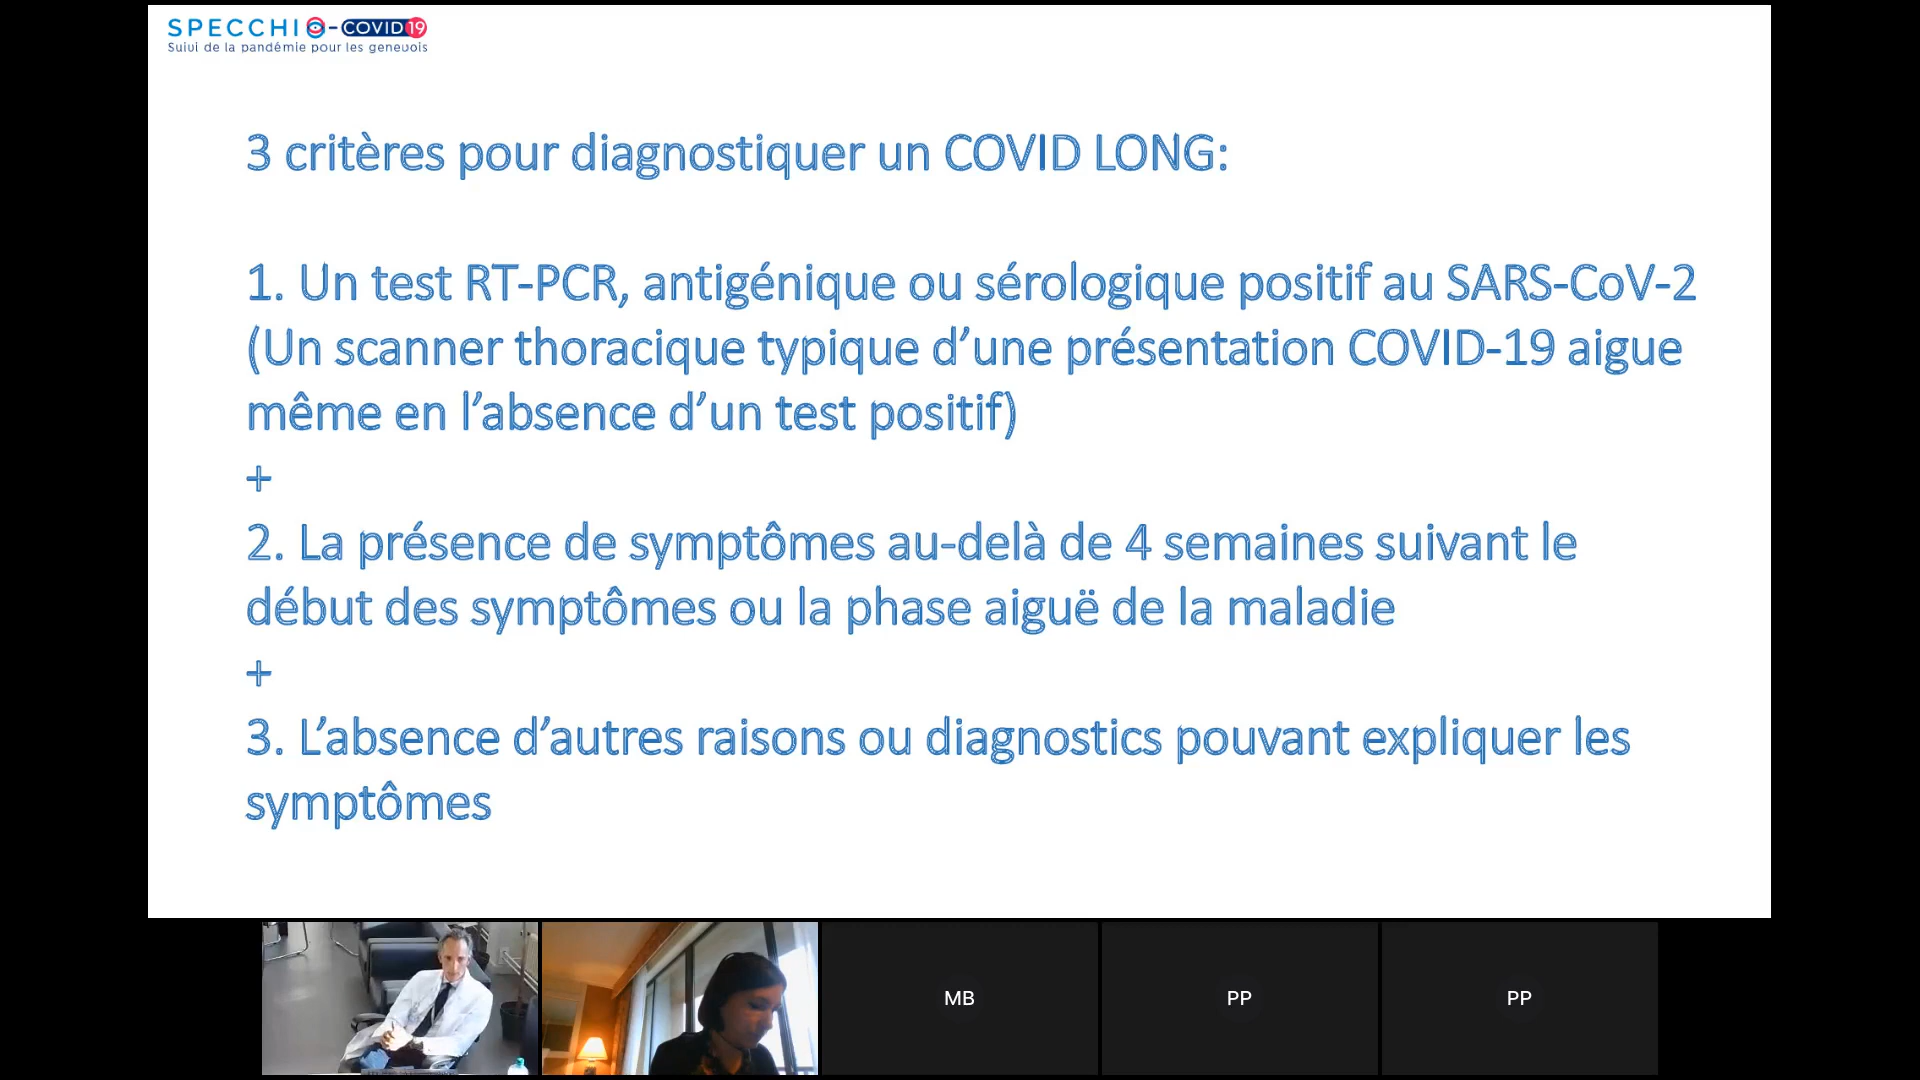 SPECCHIO-COVID19
Suivi de la pandémie pour les genevois
3 critères pour diagnostiquer un COVID LONG:
1. Un test RT-PCR, antigénique ou sérologique positif au SARS-CoV-2
(Un scanner thoracique typique d’une présentation COVID-19 aigue
même en l’absence d’un test positif)
+
2. La présence de symptômes au-delà de 4 semaines suivant le
début des symptômes ou la phase aiguë de la maladie
+
3. L’absence d’autres raisons ou diagnostics pouvant expliquer les
symptômes
MB
PP
PP